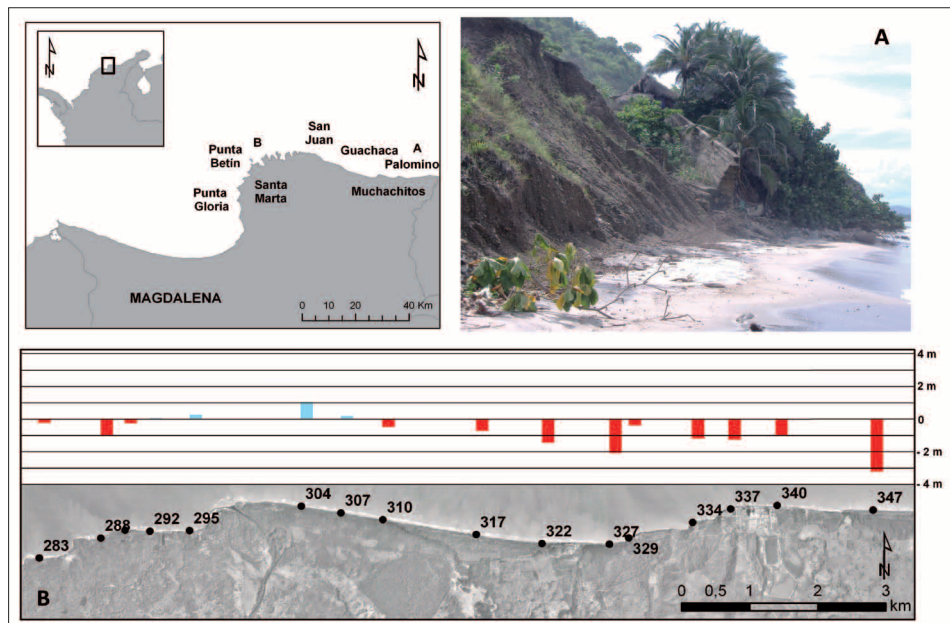 N
N
A
San
Juan
Punta
Betín
B
Guachaca
A
Palomino
Punta
Gloria
Santa
Marta
Muchachitos
MAGDALENA
0 10 20 40 Km
4 m
2 m
0
- 2 m
- 4 m
283
288
292
295
304
307
310
317
322
327
329
334
337
340
347
N
B
0 0,5 1 2 3
km